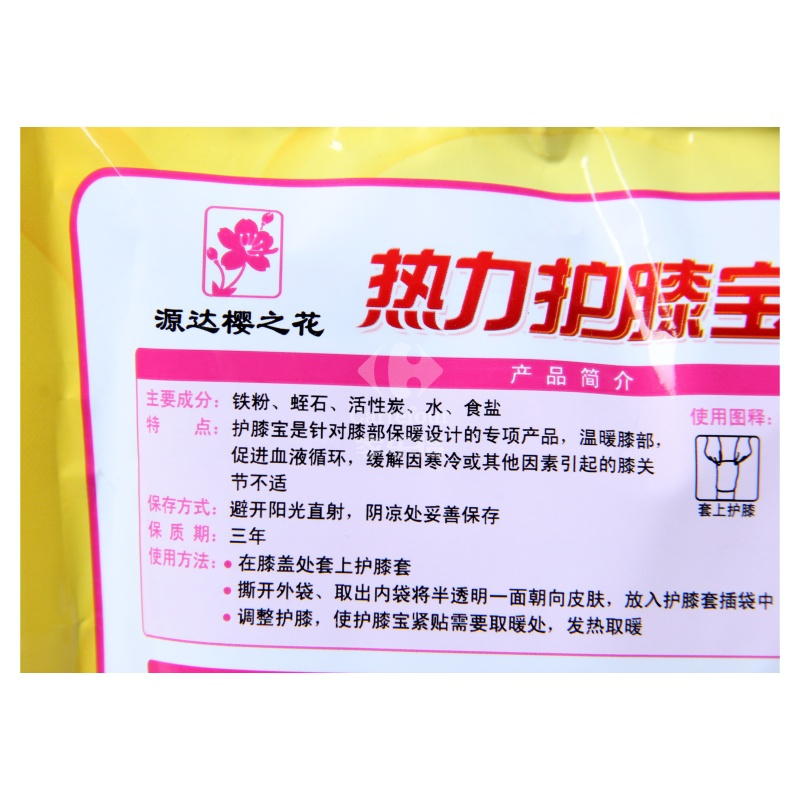 源达樱之花
热力护膝宝
产品简介
主要成分：铁粉、蛭石、活性炭、水、食盐
特 点：护膝宝是针对膝部保暖设计的专项产品，温暖膝部，
促进血液循环，缓解因寒冷或其他因素引起的膝关
节不适
保存方式：避开阳光直射，阴凉处妥善保存
保 质 期：三年
使用方法：● 在膝盖处套上护膝套
● 撕开外袋、取出内袋将半透明一面朝向皮肤，放入护膝套插袋中
● 调整护膝，使护膝宝紧贴需要取暖处，发热取暖
使用图释：
套上护膝